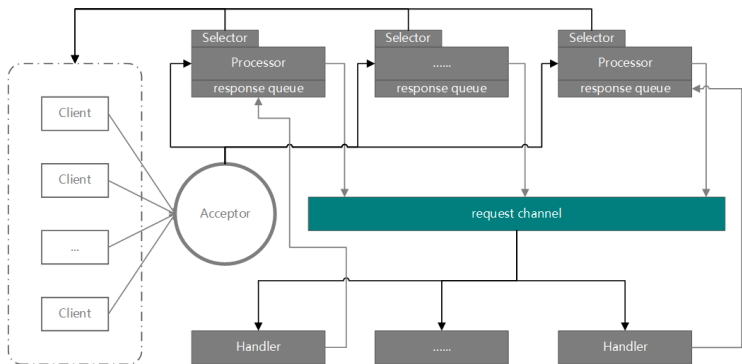 Selector
Selector
Selector
Processor
......
Processor
response queue
response queue
response queue
Client
Client
...
Client
Acceptor
request channel
Handler
......
Handler